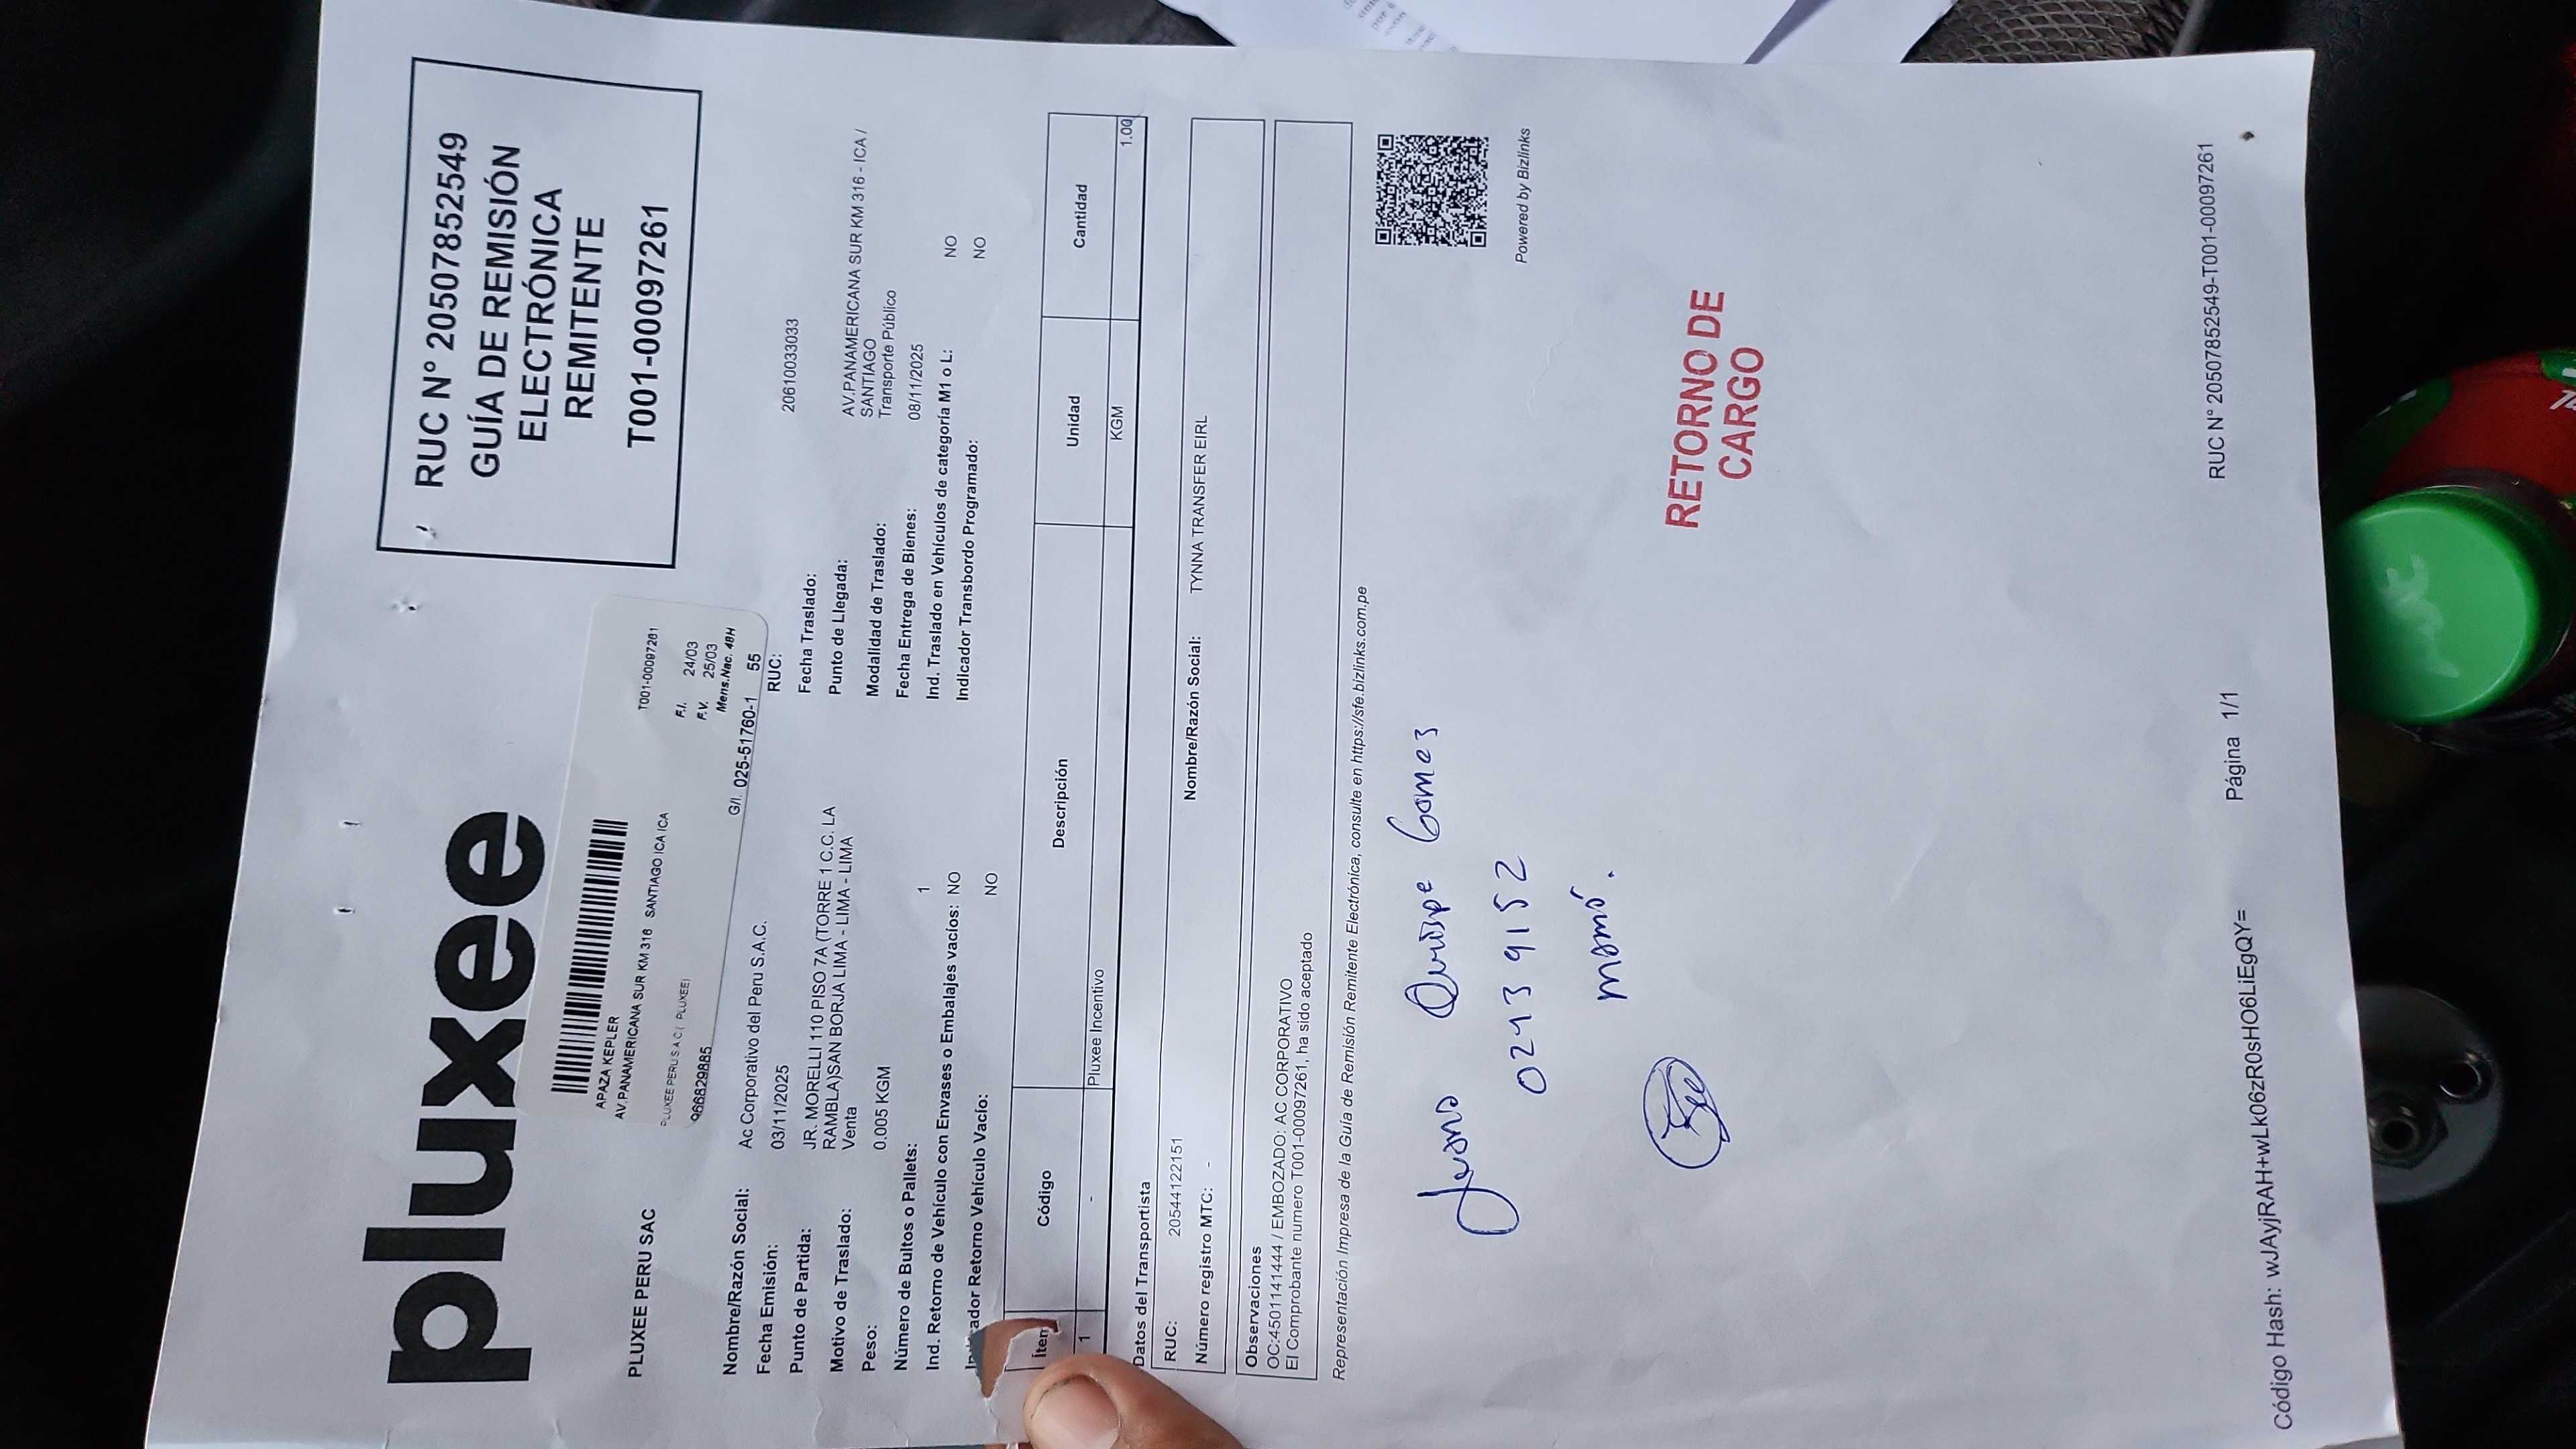 pluxee
RUC N° 20507852549
GUÍA DE REMISIÓN
ELECTRÓNICA
REMITENTE
T001-00097261
T001-00097261
APAZA KEPLER
AV.PANAMERICANA SUR KM 316 SANTIAGO ICA ICA
F.I. 24/03
F.V. 25/03
Mens.Nac. 48H
PLUXEE PERU S.A.C ( PLUXEE)
966829885
G/I. 025-51760-1 55
PLUXEE PERU SAC
Nombre/Razón Social: Ac Corporativo del Peru S.A.C.
RUC: 20610033033
Fecha Emisión: 03/11/2025
Fecha Traslado:
Punto de Partida: JR. MORELLI 110 PISO 7A (TORRE 1 C.C. LA
RAMBLA)SAN BORJA LIMA - LIMA - LIMA
Punto de Llegada: AV.PANAMERICANA SUR KM 316 - ICA /
SANTIAGO
Motivo de Traslado: Venta
Modalidad de Traslado: Transporte Público
Peso: 0.005 KGM
Fecha Entrega de Bienes: 08/11/2025
Número de Bultos o Pallets: 1
Ind. Traslado en Vehículos de categoría M1 o L: NO
Ind. Retorno de Vehículo con Envases o Embalajes vacíos: NO
Indicador Transbordo Programado: NO
ador Retorno Vehículo Vacío: NO
Ítem Código Descripción Unidad Cantidad
1 - Pluxee Incentivo KGM 1.00
Datos del Transportista
RUC: 20544122151 Nombre/Razón Social: TYNNA TRANSFER EIRL
Número registro MTC: -
Observaciones
OC:4501141444 / EMBOZADO: AC CORPORATIVO
El Comprobante numero T001-00097261, ha sido aceptado
Representación Impresa de la Guía de Remisión Remitente Electrónica, consulte en https://sfe.bizlinks.com.pe
Powered by Bizlinks
Juana Quispe Gomez
02439152
mamá.
RETORNO DE
CARGO
Código Hash: wJAyjRAH+wLk06zR0sHO6LiEgQY= Página 1/1 RUC N° 20507852549-T001-00097261